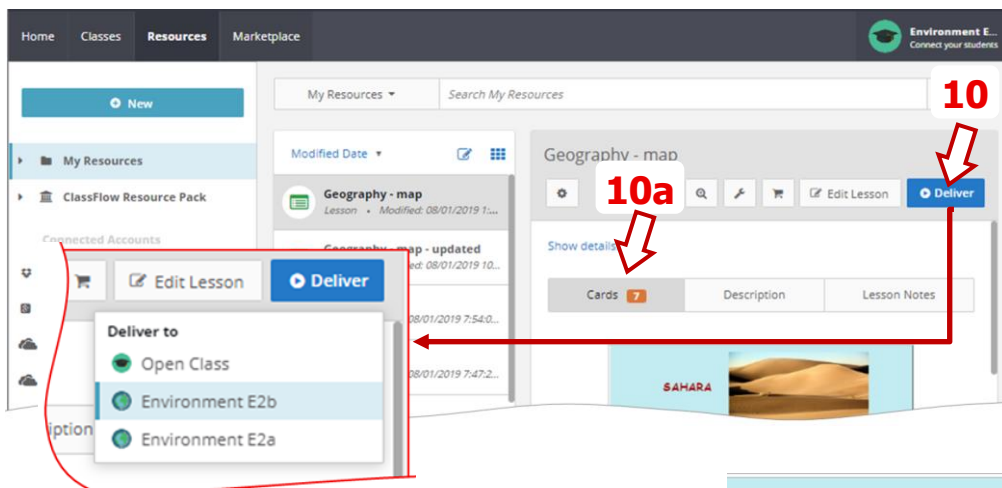 Home Classes Resources Marketplace
Environment E...
Connect your students
New
My Resources
Search My Resources
10
My Resources
ClassFlow Resource Pack
Connected Accounts
Modified Date
Geography - map
Lesson • Modified: 08/01/2019 1:...
Geography - map - updated
ed: 08/01/2019 10...
08/01/2019 7:54:0...
08/01/2019 7:47:2...
Geography - map
10a
Edit Lesson
Deliver
Show details
Cards 7
Description
Lesson Notes
SAHARA
Edit Lesson
Deliver
Deliver to
Open Class
Environment E2b
Environment E2a
iption